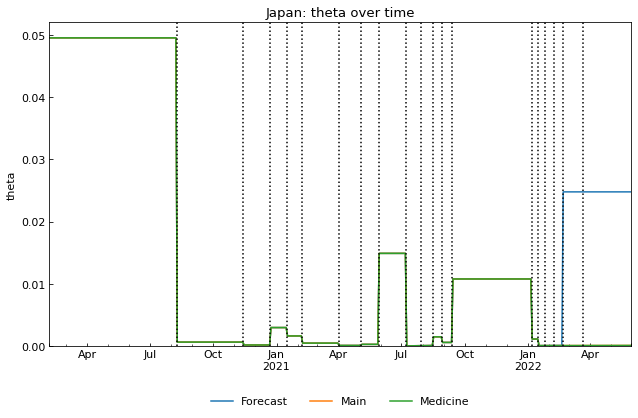 Japan: theta over time
theta
0.05
0.04
0.03
0.02
0.01
0.00
Apr Jul Oct Jan Apr Jul Oct Jan Apr
2021 2022
Forecast Main Medicine